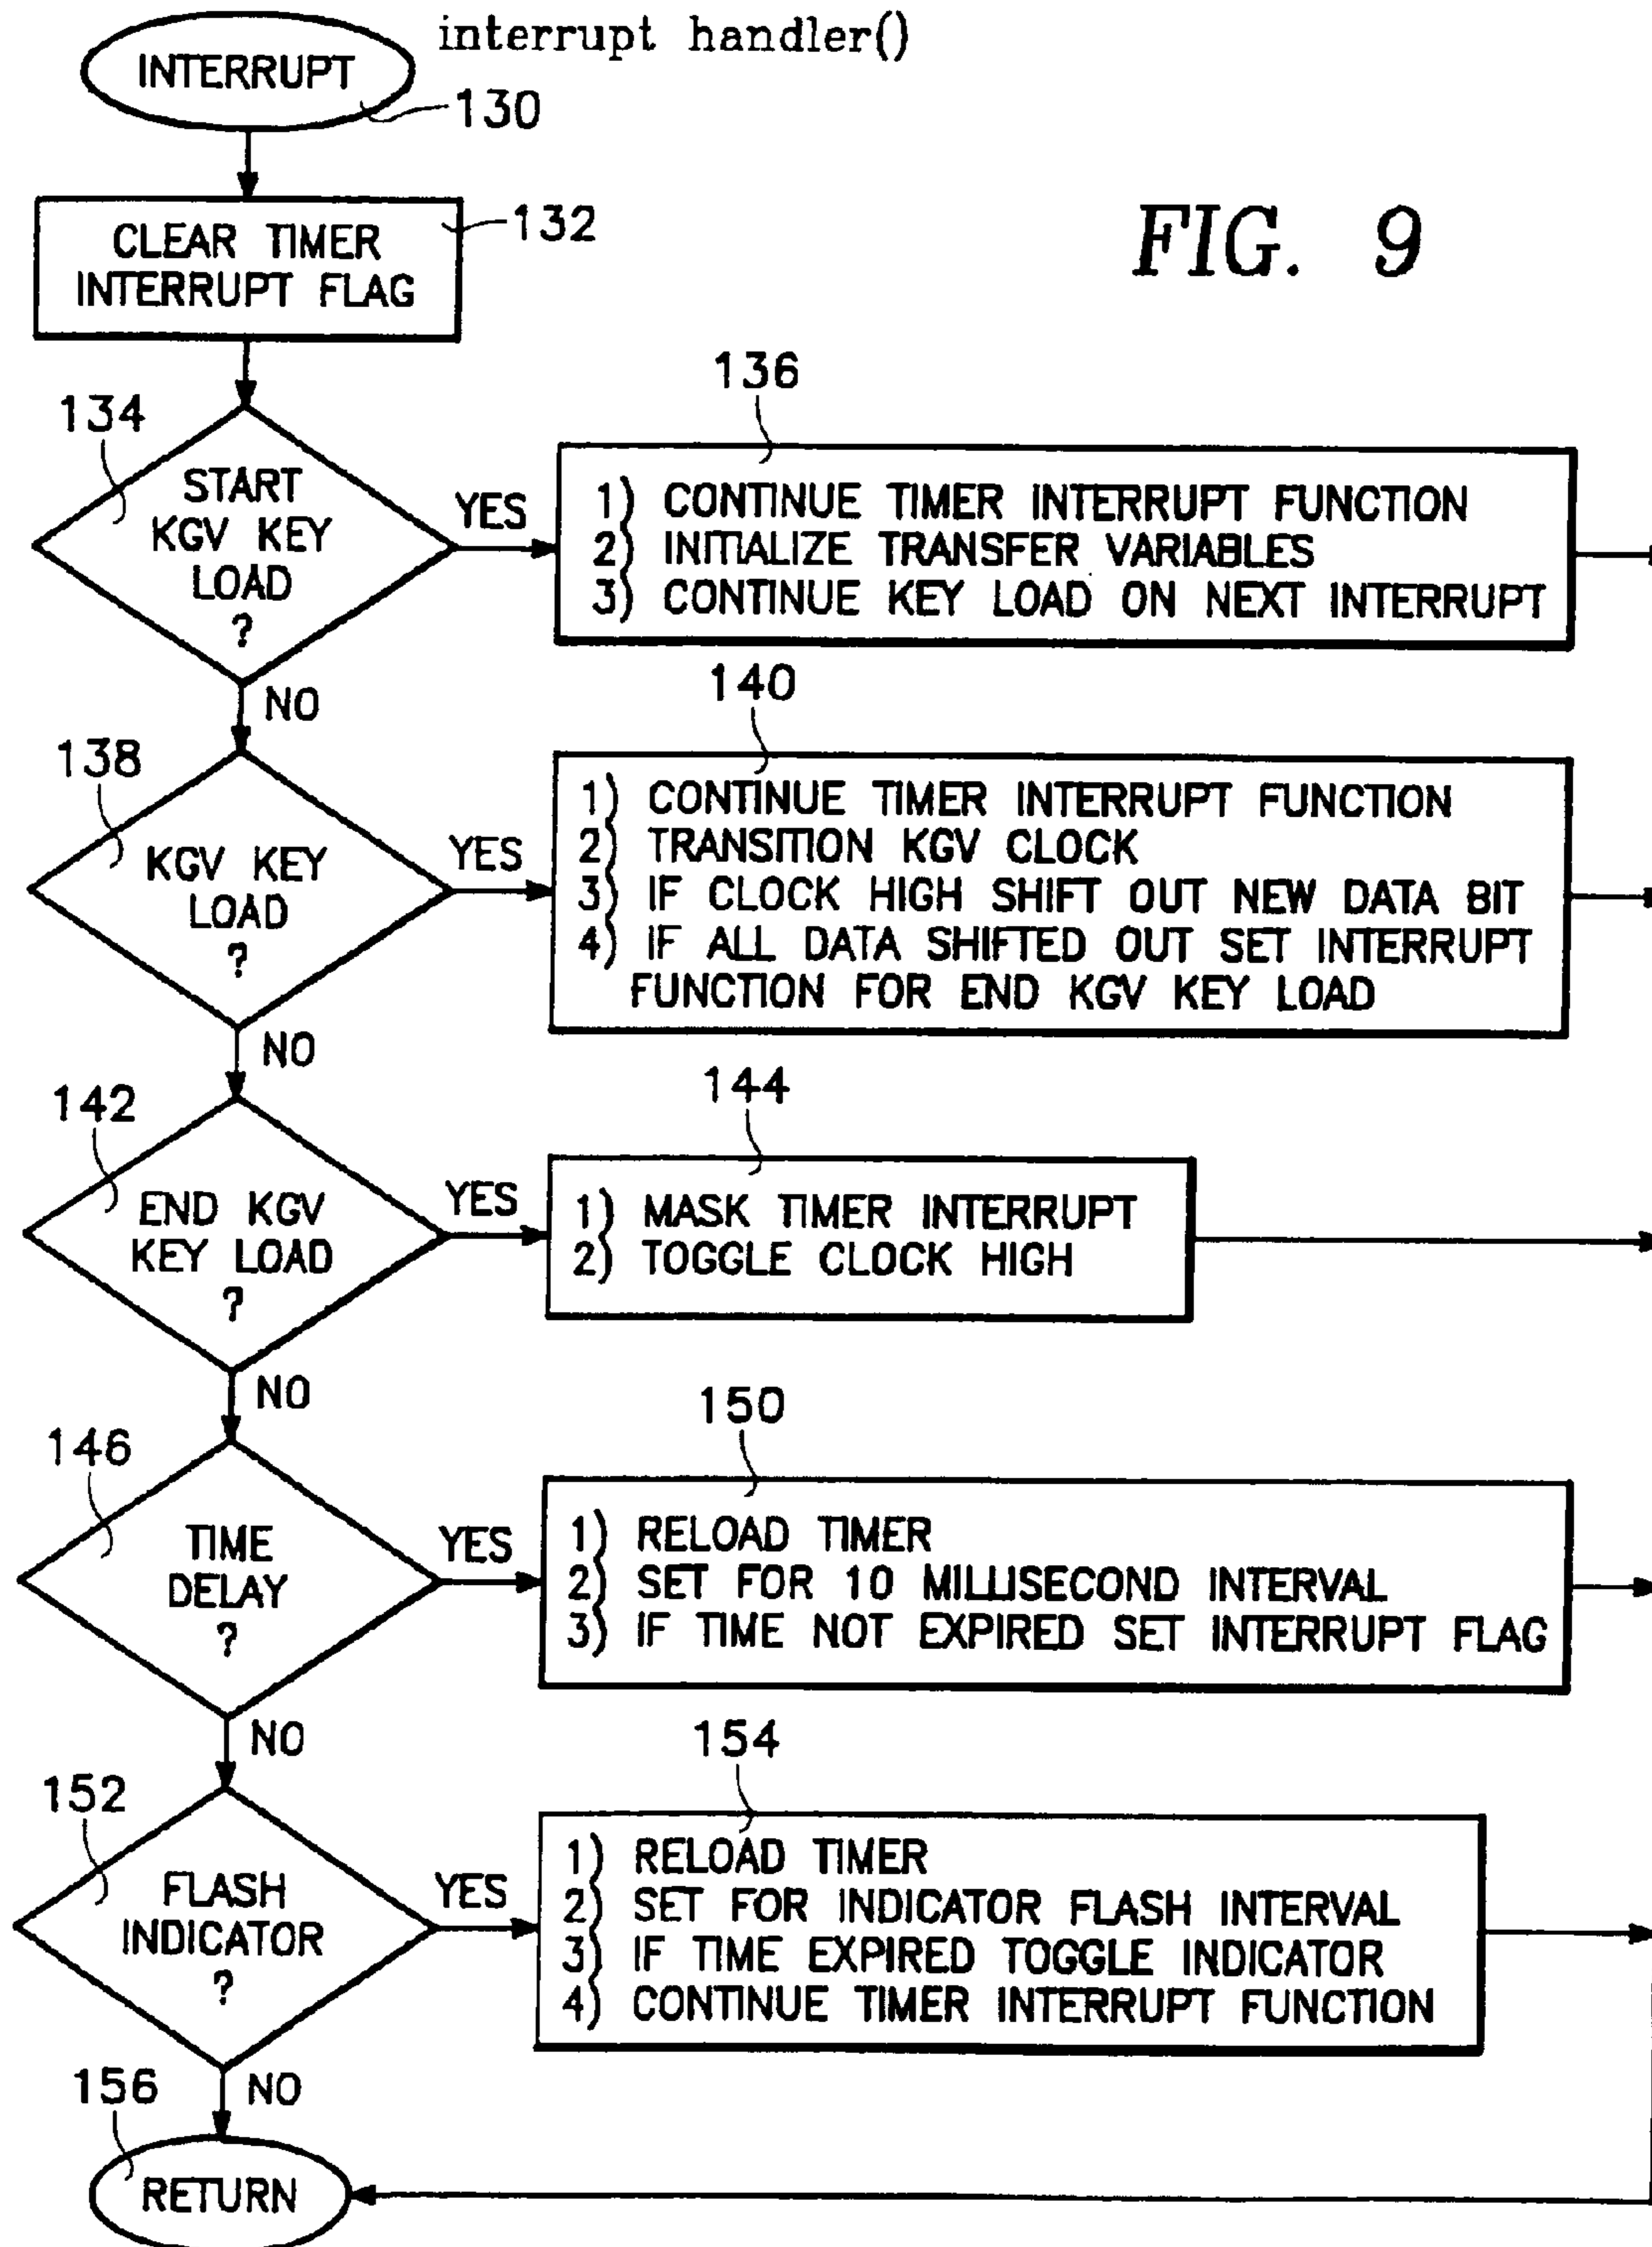 interrupt handler()
INTERRUPT
130
FIG. 9
CLEAR TIMER
INTERRUPT FLAG
132
134
START
KGV KEY
LOAD
?
YES
NO
136
1) CONTINUE TIMER INTERRUPT FUNCTION
2) INITIALIZE TRANSFER VARIABLES
3) CONTINUE KEY LOAD ON NEXT INTERRUPT
138
KGV KEY
LOAD
?
YES
NO
140
1) CONTINUE TIMER INTERRUPT FUNCTION
2) TRANSITION KGV CLOCK
3) IF CLOCK HIGH SHIFT OUT NEW DATA BIT
4) IF ALL DATA SHIFTED OUT SET INTERRUPT
FUNCTION FOR END KGV KEY LOAD
142
END KGV
KEY LOAD
?
YES
NO
144
1) MASK TIMER INTERRUPT
2) TOGGLE CLOCK HIGH
146
TIME
DELAY
?
YES
NO
150
1) RELOAD TIMER
2) SET FOR 10 MILLISECOND INTERVAL
3) IF TIME NOT EXPIRED SET INTERRUPT FLAG
152
FLASH
INDICATOR
?
YES
NO
154
1) RELOAD TIMER
2) SET FOR INDICATOR FLASH INTERVAL
3) IF TIME EXPIRED TOGGLE INDICATOR
4) CONTINUE TIMER INTERRUPT FUNCTION
156
RETURN